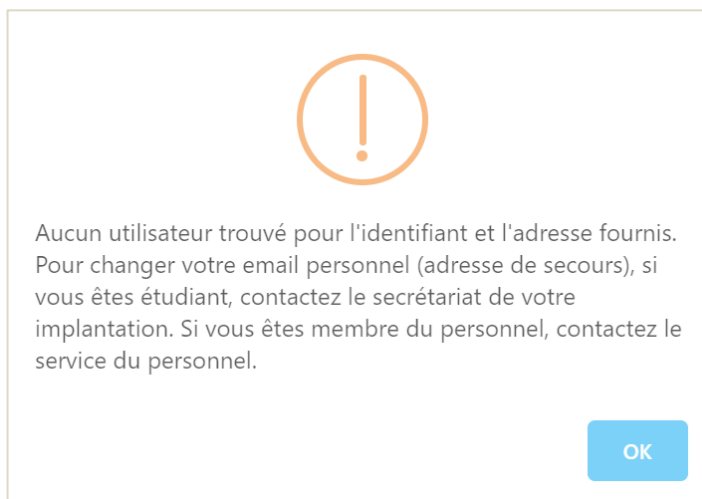 Aucun utilisateur trouvé pour l'identifiant et l'adresse fournis.
Pour changer votre email personnel (adresse de secours), si
vous êtes étudiant, contactez le secrétariat de votre
implantation. Si vous êtes membre du personnel, contactez le
service du personnel.
OK